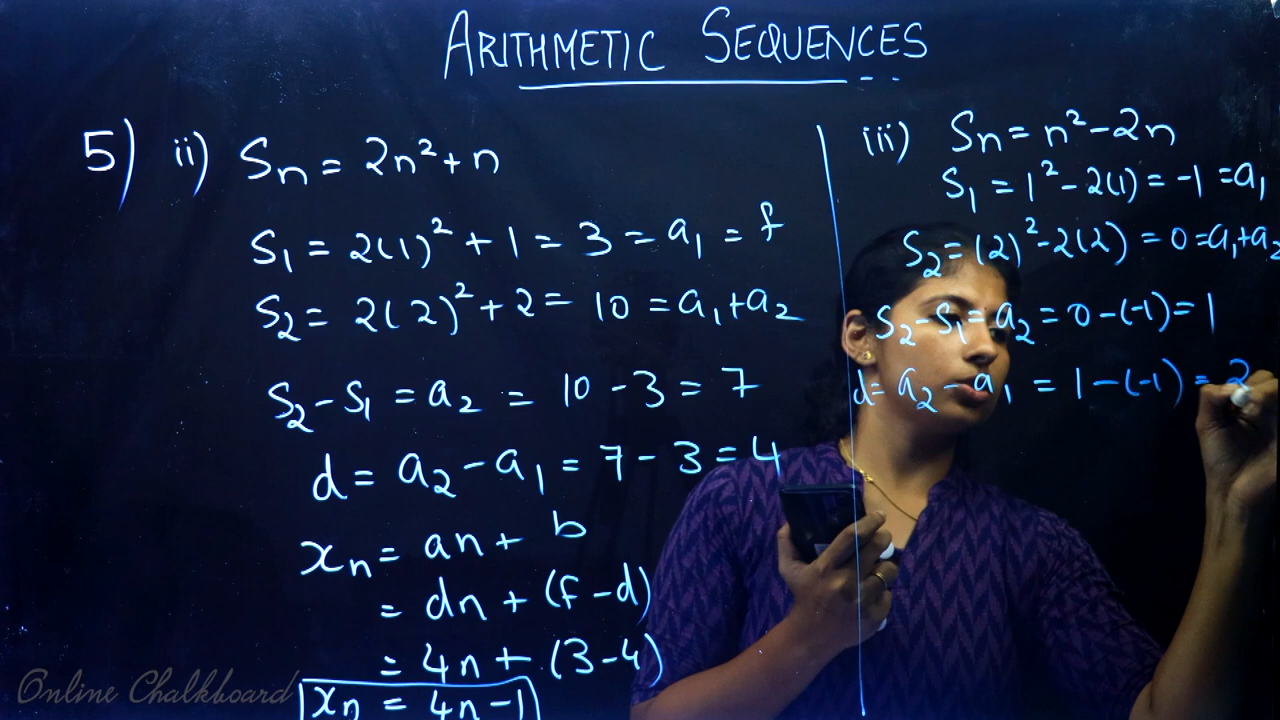 ARITHMETIC SEQUENCES
5) ii) Sₙ = 2n² + n
S₁ = 2(1)² + 1 = 3 = a₁ = f
S₂ = 2(2)² + 2 = 10 = a₁+a₂
S₂ - S₁ = a₂ = 10 - 3 = 7
d = a₂ - a₁ = 7 - 3 = 4
xₙ = an + b
= dn + (f - d)
= 4n + (3-4)
xₙ = 4n-1
iii) Sₙ = n² - 2n
S₁ = 1² - 2(1) = -1 = a₁
S₂ = (2)² - 2(2) = 0 = a₁+a₂
S₂ - S₁ = a₂ = 0 - (-1) = 1
d = a₂ - a₁ = 1 - (-1) = 2
Online Chalkboard